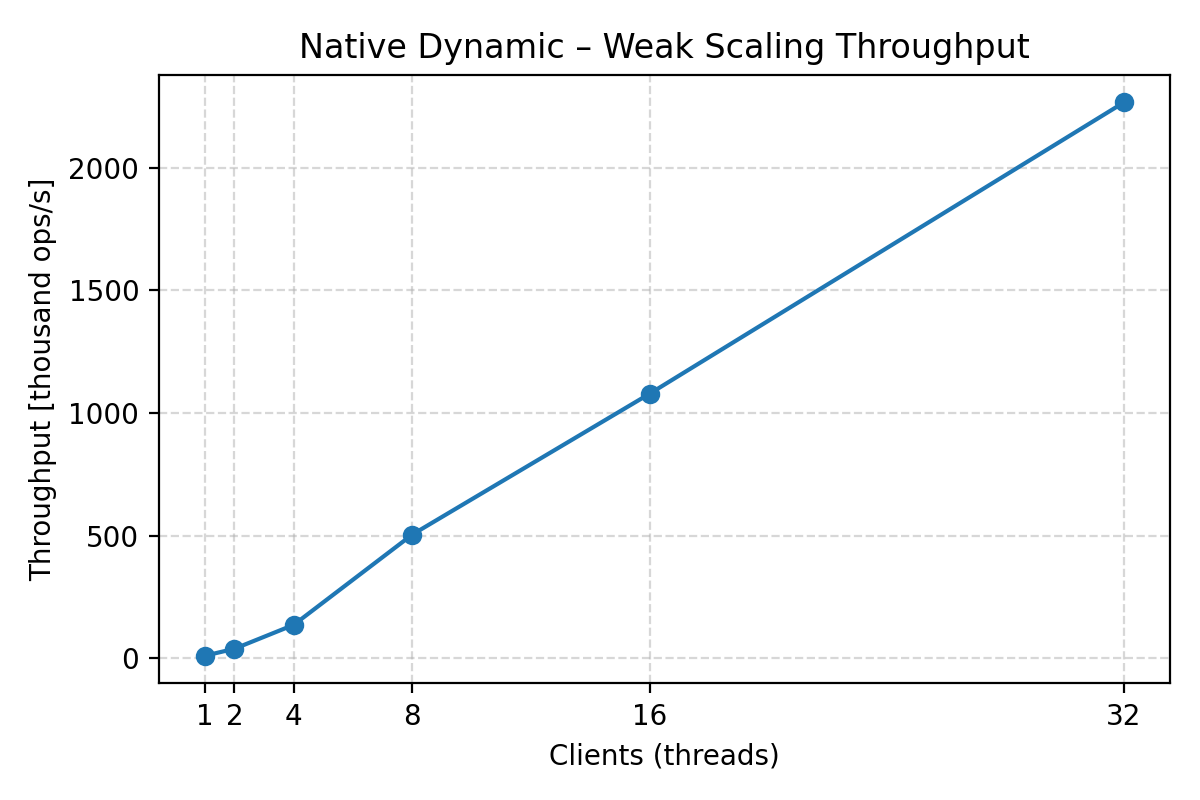 Native Dynamic – Weak Scaling Throughput
Throughput [thousand ops/s]
2000
1500
1000
500
0
1 2 4 8 16 32
Clients (threads)